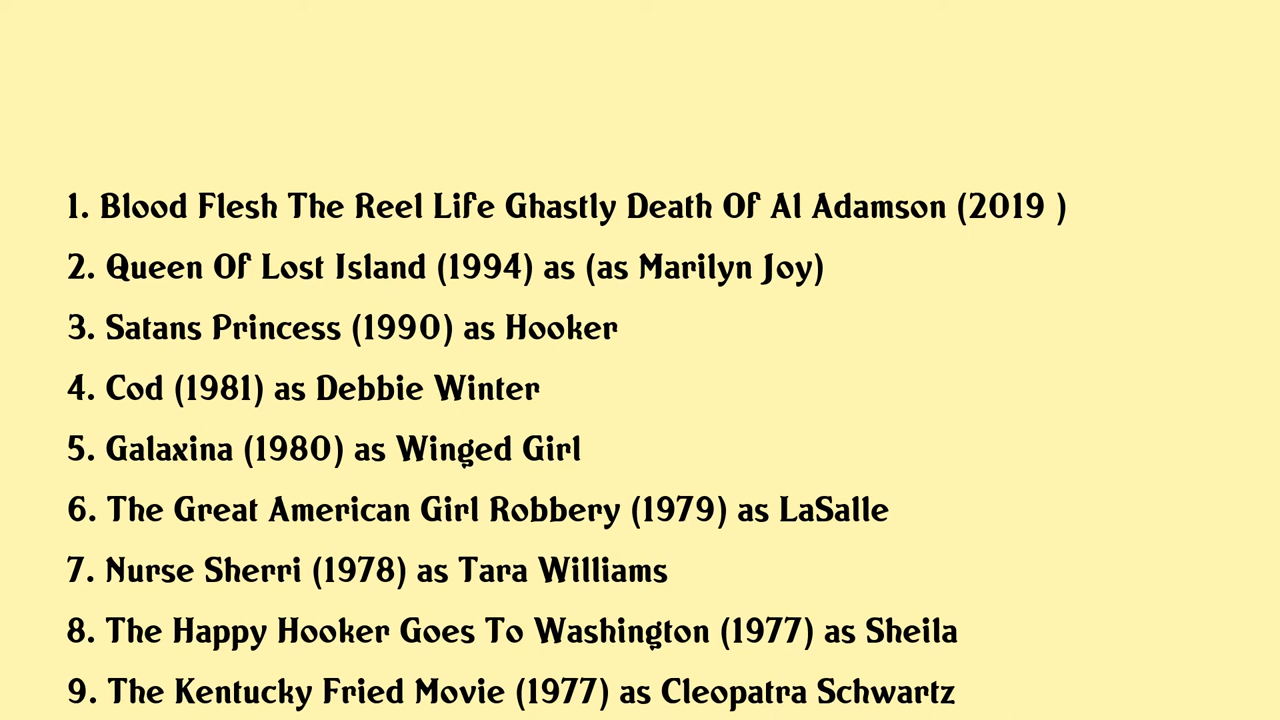 1. Blood Flesh The Reel Life Ghastly Death Of Al Adamson (2019 )
2. Queen Of Lost Island (1994) as (as Marilyn Joy)
3. Satans Princess (1990) as Hooker
4. Cod (1981) as Debbie Winter
5. Galaxina (1980) as Winged Girl
6. The Great American Girl Robbery (1979) as LaSalle
7. Nurse Sherri (1978) as Tara Williams
8. The Happy Hooker Goes To Washington (1977) as Sheila
9. The Kentucky Fried Movie (1977) as Cleopatra Schwartz